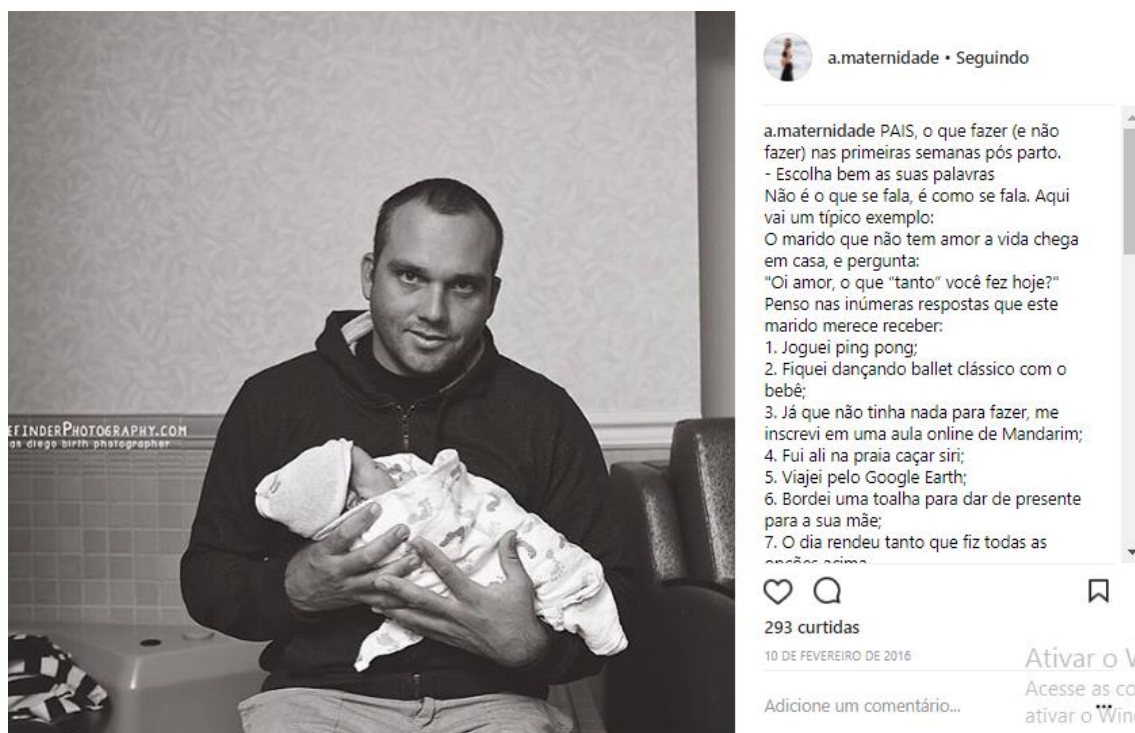 EFINDERPHOTOGRAPHY.COM
diego birth photographer
a.maternidade • Seguindo
a.maternidade PAIS, o que fazer (e não
fazer) nas primeiras semanas pós parto.
- Escolha bem as suas palavras
Não é o que se fala, é como se fala. Aqui
vai um típico exemplo:
O marido que não tem amor a vida chega
em casa, e pergunta:
"Oi amor, o que “tanto” você fez hoje?"
Penso nas inúmeras respostas que este
marido merece receber:
1. Joguei ping pong;
2. Fiquei dançando ballet clássico com o
bebê;
3. Já que não tinha nada para fazer, me
inscrevi em uma aula online de Mandarim;
4. Fui ali na praia caçar siri;
5. Viajei pelo Google Earth;
6. Bordei uma toalha para dar de presente
para a sua mãe;
7. O dia rendeu tanto que fiz todas as
opções acima
293 curtidas
10 DE FEVEREIRO DE 2016
Adicione um comentário...
Ativar o W
Acesse as co
ativar o Win